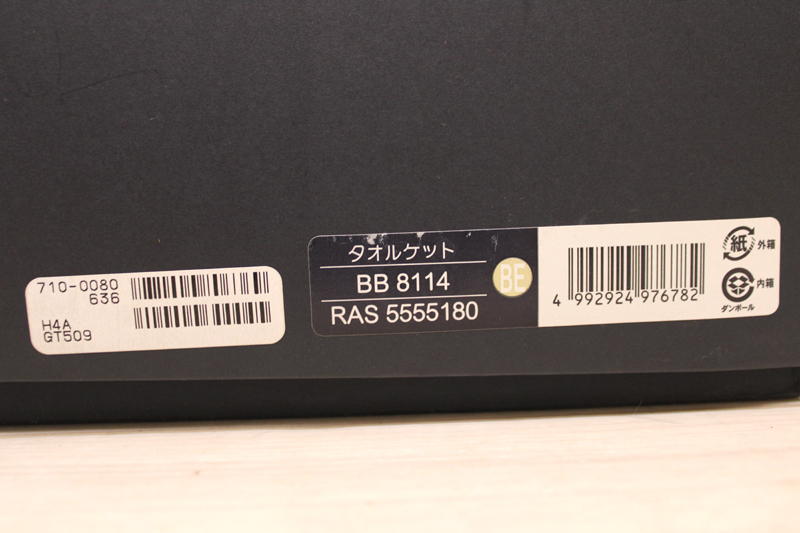 710-0080
636
H4A
GT509
タオルケット
BB 8114
RAS 5555180
BE
4 992924 976782
紙
外箱
内箱
ダンボール